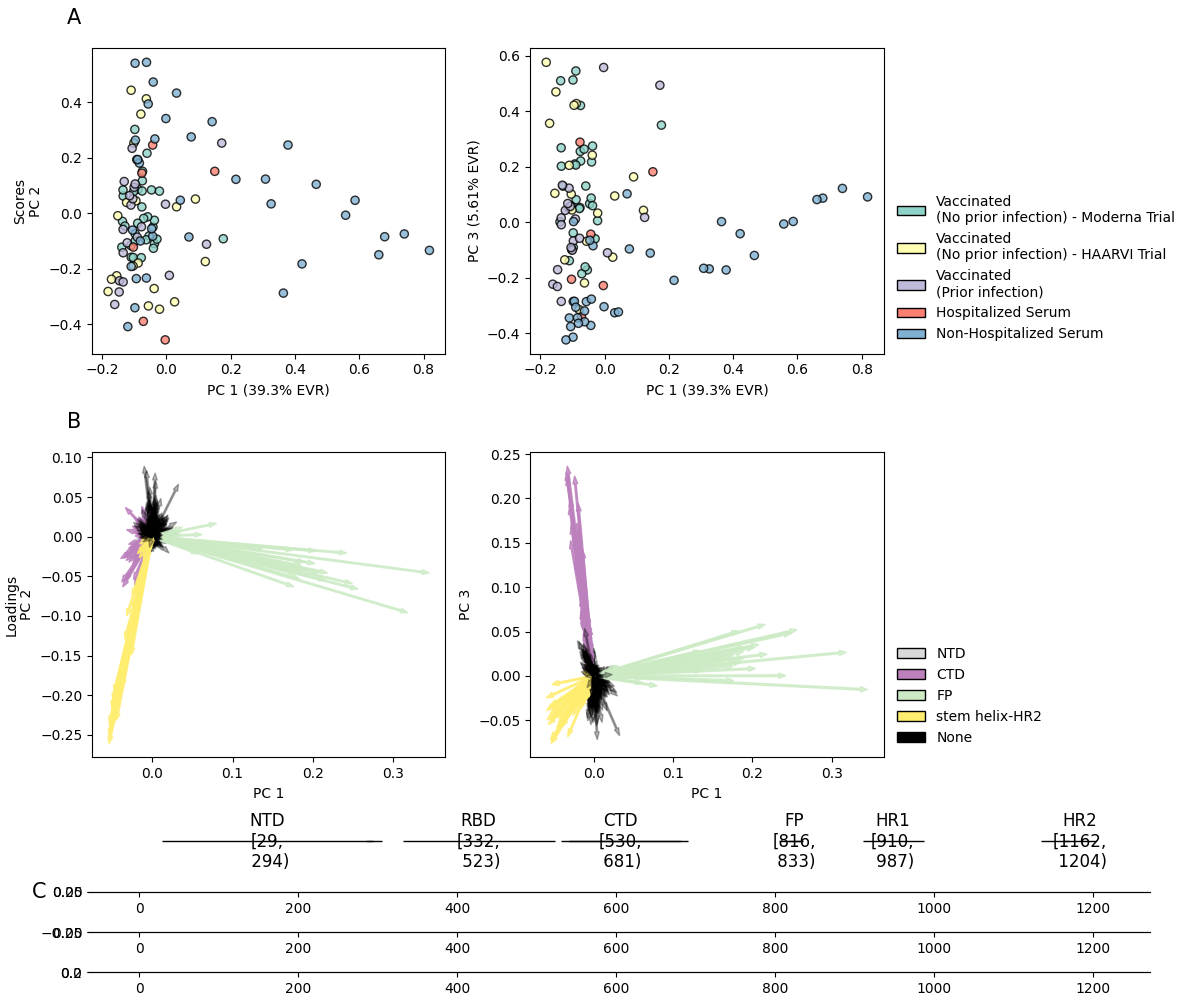 A
Scores
PC 2
0.4
0.2
0.0
−0.2
−0.4
−0.2
0.0
0.2
0.4
0.6
0.8
PC 1 (39.3% EVR)
PC 3 (5.61% EVR)
0.6
0.4
0.2
0.0
−0.2
−0.4
−0.2
0.0
0.2
0.4
0.6
0.8
PC 1 (39.3% EVR)
Vaccinated
(No prior infection) - Moderna Trial
Vaccinated
(No prior infection) - HAARVI Trial
Vaccinated
(Prior infection)
Hospitalized Serum
Non-Hospitalized Serum
B
Loadings
PC 2
0.10
0.05
0.00
−0.05
−0.10
−0.15
−0.20
−0.25
0.0
0.1
0.2
0.3
PC 1
PC 3
0.25
0.20
0.15
0.10
0.05
0.00
−0.05
0.0
0.1
0.2
0.3
PC 1
NTD
CTD
FP
stem helix-HR2
None
NTD
[29,
294)
RBD
[332,
523)
CTD
[530,
681)
FP
[816,
833)
HR1
[910,
987)
HR2
[1162,
1204)
C
0 200 400 600 800 1000 1200
0 200 400 600 800 1000 1200
0 200 400 600 800 1000 1200